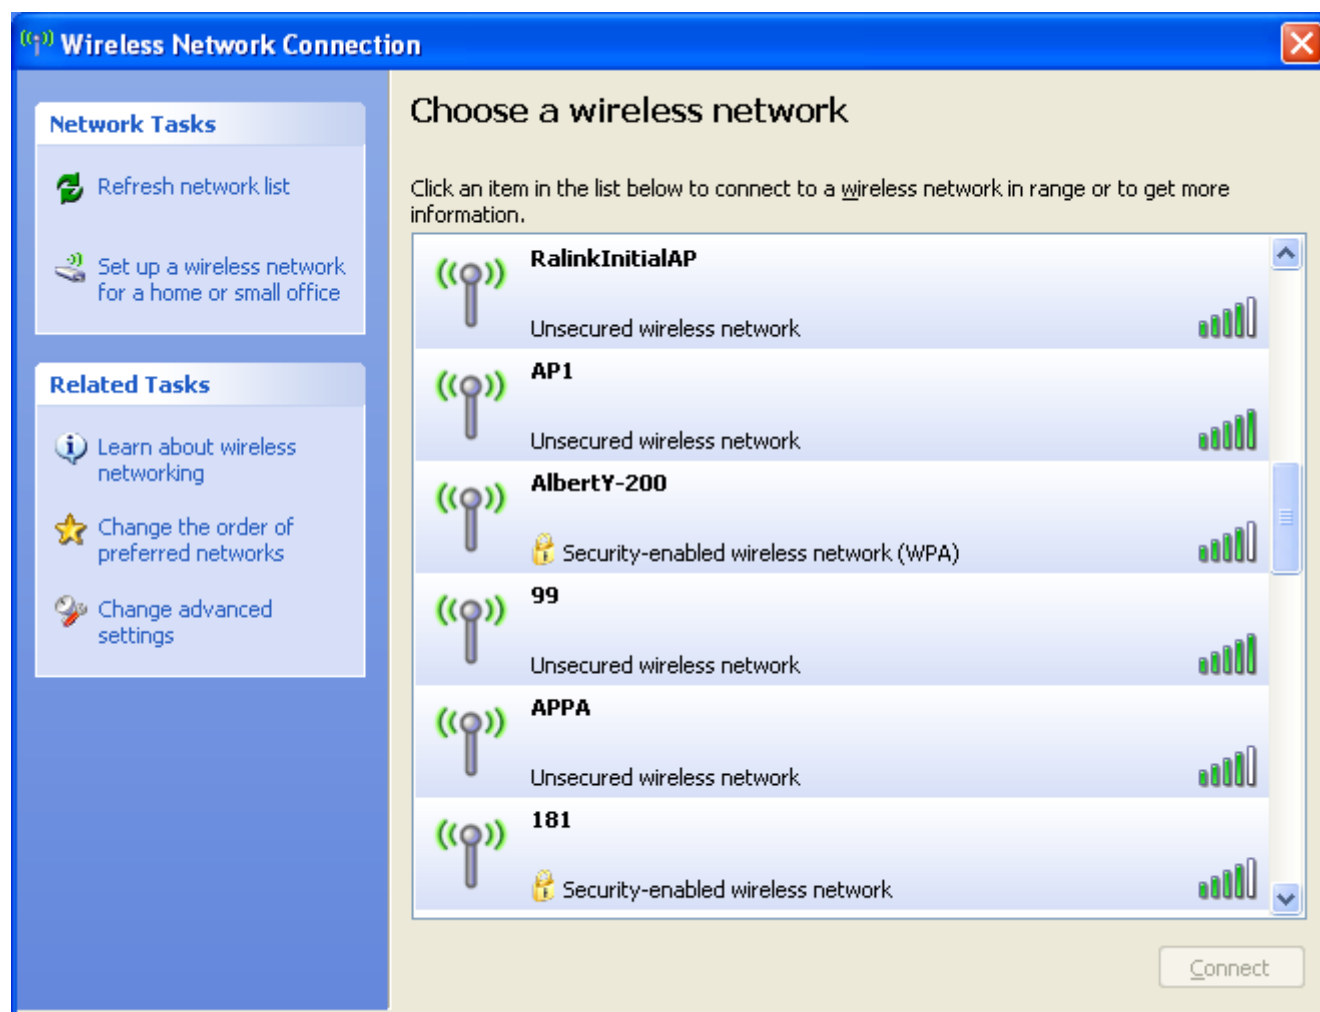 Wireless Network Connection
Network Tasks
Refresh network list
Set up a wireless network
for a home or small office
Related Tasks
Learn about wireless
networking
Change the order of
preferred networks
Change advanced
settings
Choose a wireless network
Click an item in the list below to connect to a wireless network in range or to get more
information.
RalinkInitialAP
Unsecured wireless network
AP1
Unsecured wireless network
AlbertY-200
Security-enabled wireless network (WPA)
99
Unsecured wireless network
APPA
Unsecured wireless network
181
Security-enabled wireless network
Connect